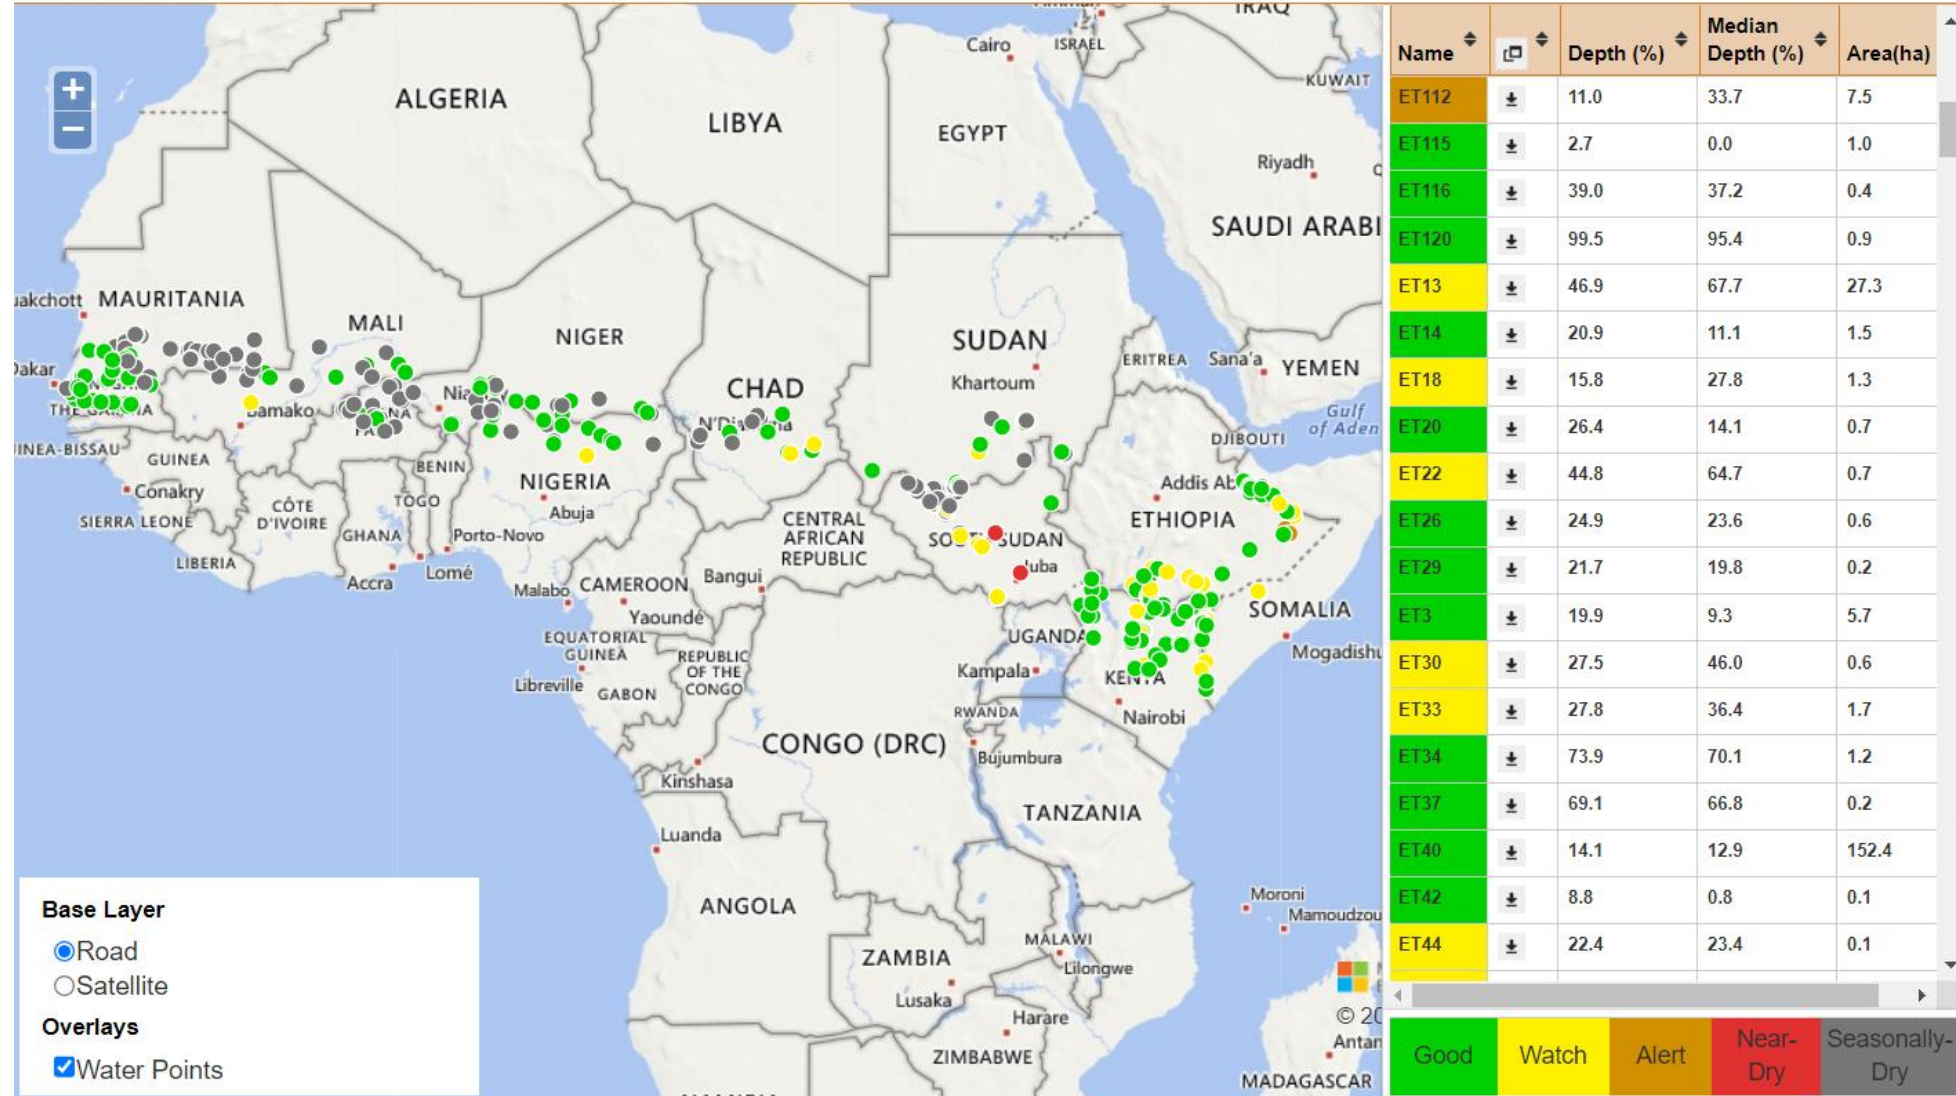 Cairo
ISRAEL
IRAQ
KUWAIT
ALGERIA
LIBYA
EGYPT
Riyadh
SAUDI ARABI
MAURITANIA
MALI
NIGER
SUDAN
ERITREA
Sana'a
YEMEN
Khartoum
CHAD
Gulf
of Aden
DJIBOUTI
Bamako
GUINEA
BENIN
NIGERIA
Abuja
Conakry
SIERRA LEONE
CÔTE
D'IVOIRE
TOGO
GHANA
Porto-Novo
LIBERIA
Accra
Lomé
CENTRAL
AFRICAN
REPUBLIC
ETHIOPIA
SUDAN
Malabo
CAMEROON
Bangui
Yaoundé
EQUATORIAL
GUINEA
SOMALIA
UGANDA
Mogadishu
Kampala
KENYA
Libreville
GABON
REPUBLIC
OF THE
CONGO
RWANDA
Nairobi
CONGO (DRC)
Bujumbura
Kinshasa
TANZANIA
Luanda
ANGOLA
Moroni
Mamoudzou
ZAMBIA
MALAWI
Lilongwe
Lusaka
Harare
ZIMBABWE
Antan
MADAGASCAR
© 20
+
−
Base Layer
Road
Satellite
Overlays
Water Points
Name Depth (%) Median Depth (%) Area(ha)
ET112 11.0 33.7 7.5
ET115 2.7 0.0 1.0
ET116 39.0 37.2 0.4
ET120 99.5 95.4 0.9
ET13 46.9 67.7 27.3
ET14 20.9 11.1 1.5
ET18 15.8 27.8 1.3
ET20 26.4 14.1 0.7
ET22 44.8 64.7 0.7
ET26 24.9 23.6 0.6
ET29 21.7 19.8 0.2
ET3 19.9 9.3 5.7
ET30 27.5 46.0 0.6
ET33 27.8 36.4 1.7
ET34 73.9 70.1 1.2
ET37 69.1 66.8 0.2
ET40 14.1 12.9 152.4
ET42 8.8 0.8 0.1
ET44 22.4 23.4 0.1
Good Watch Alert Near-Dry Seasonally-Dry